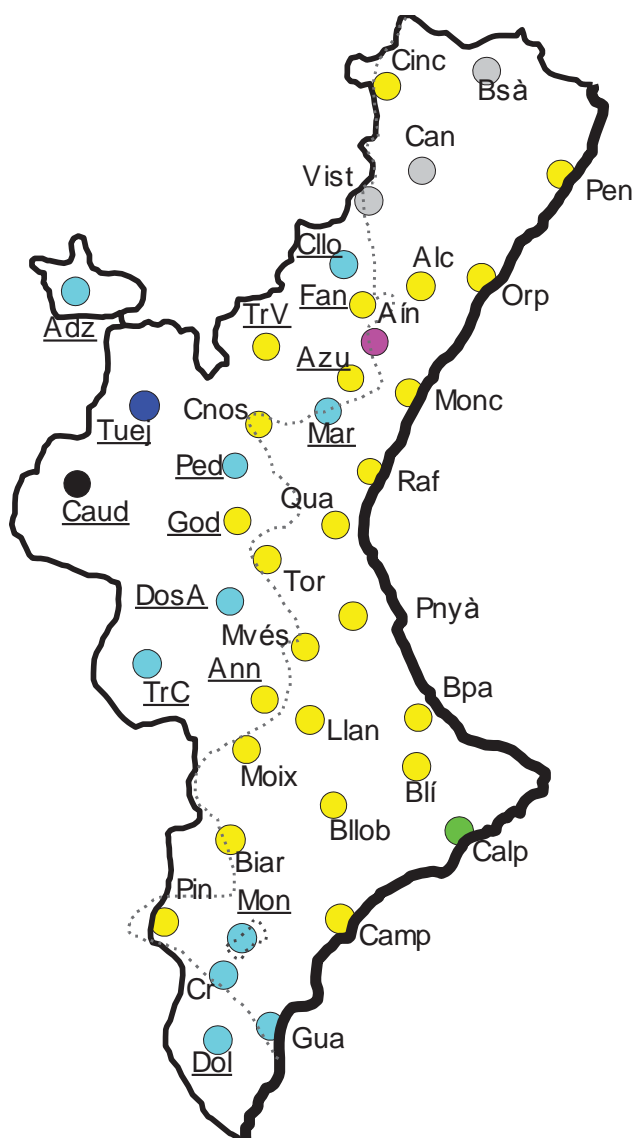 Cinc
Bsà
Can
Vist
Pen
Cllo
Alc
Fan
Orp
Adz
TrV
Aín
Azu
Monc
Cnos
Mar
Tuej
Ped
Raf
Caud
Qua
God
Tor
DosA
Pnyà
Mvés
Ann
TrC
Bpa
Llan
Moix
Blí
Bllob
Calp
Biar
Pin
Mon
Camp
Cr
Gua
Dol